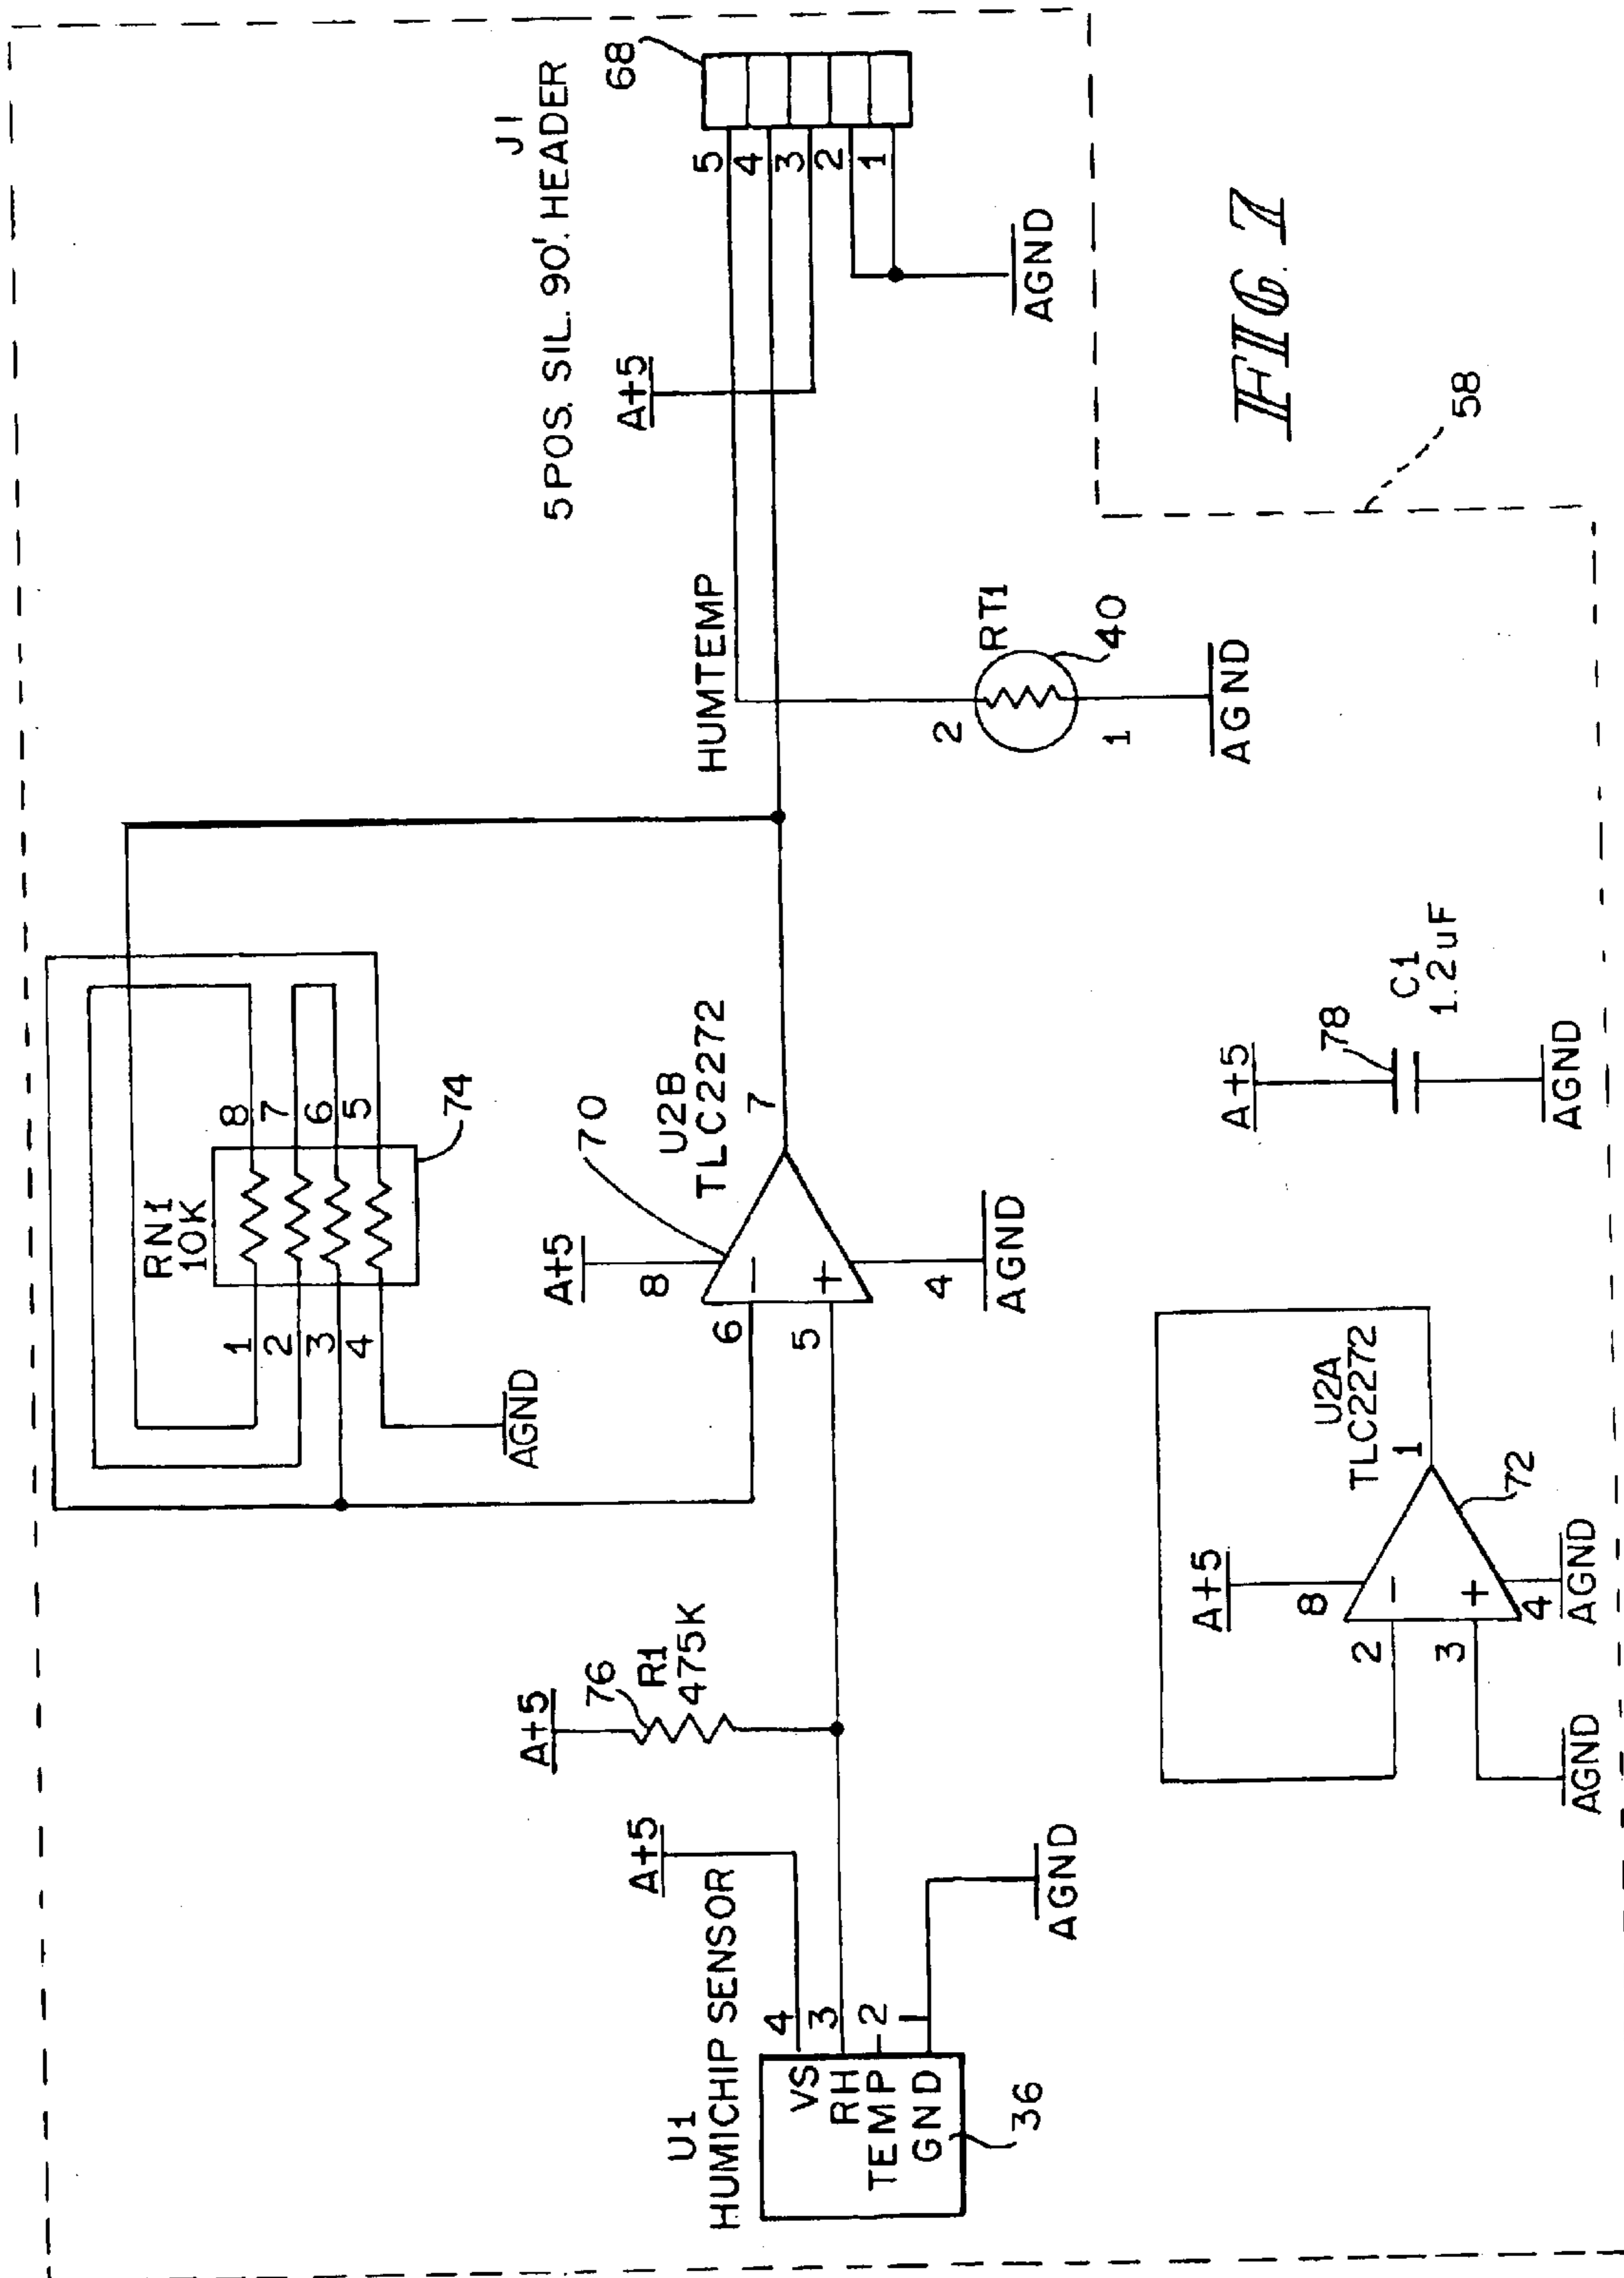 J1
5 POS. SIL. 90'. HEADER
68
A+5
5
4
3
2
1
AGND
HUMTEMP
2
RT1
40
1
AGND
RN1
10K
1
2
3
4
8
7
6
5
74
AGND
70
A+5
8
U2B
TLC2272
6
−
5
+
7
4
AGND
A+5
76
R1
475K
A+5
U1
HUMICHIP SENSOR
VS
RH
TEMP
GND
4
3
2
1
36
AGND
A+5
8
U2A
TLC2272
2
−
3
+
1
4
72
AGND
AGND
A+5
78
C1
1.2uF
AGND
FIG. 7
58